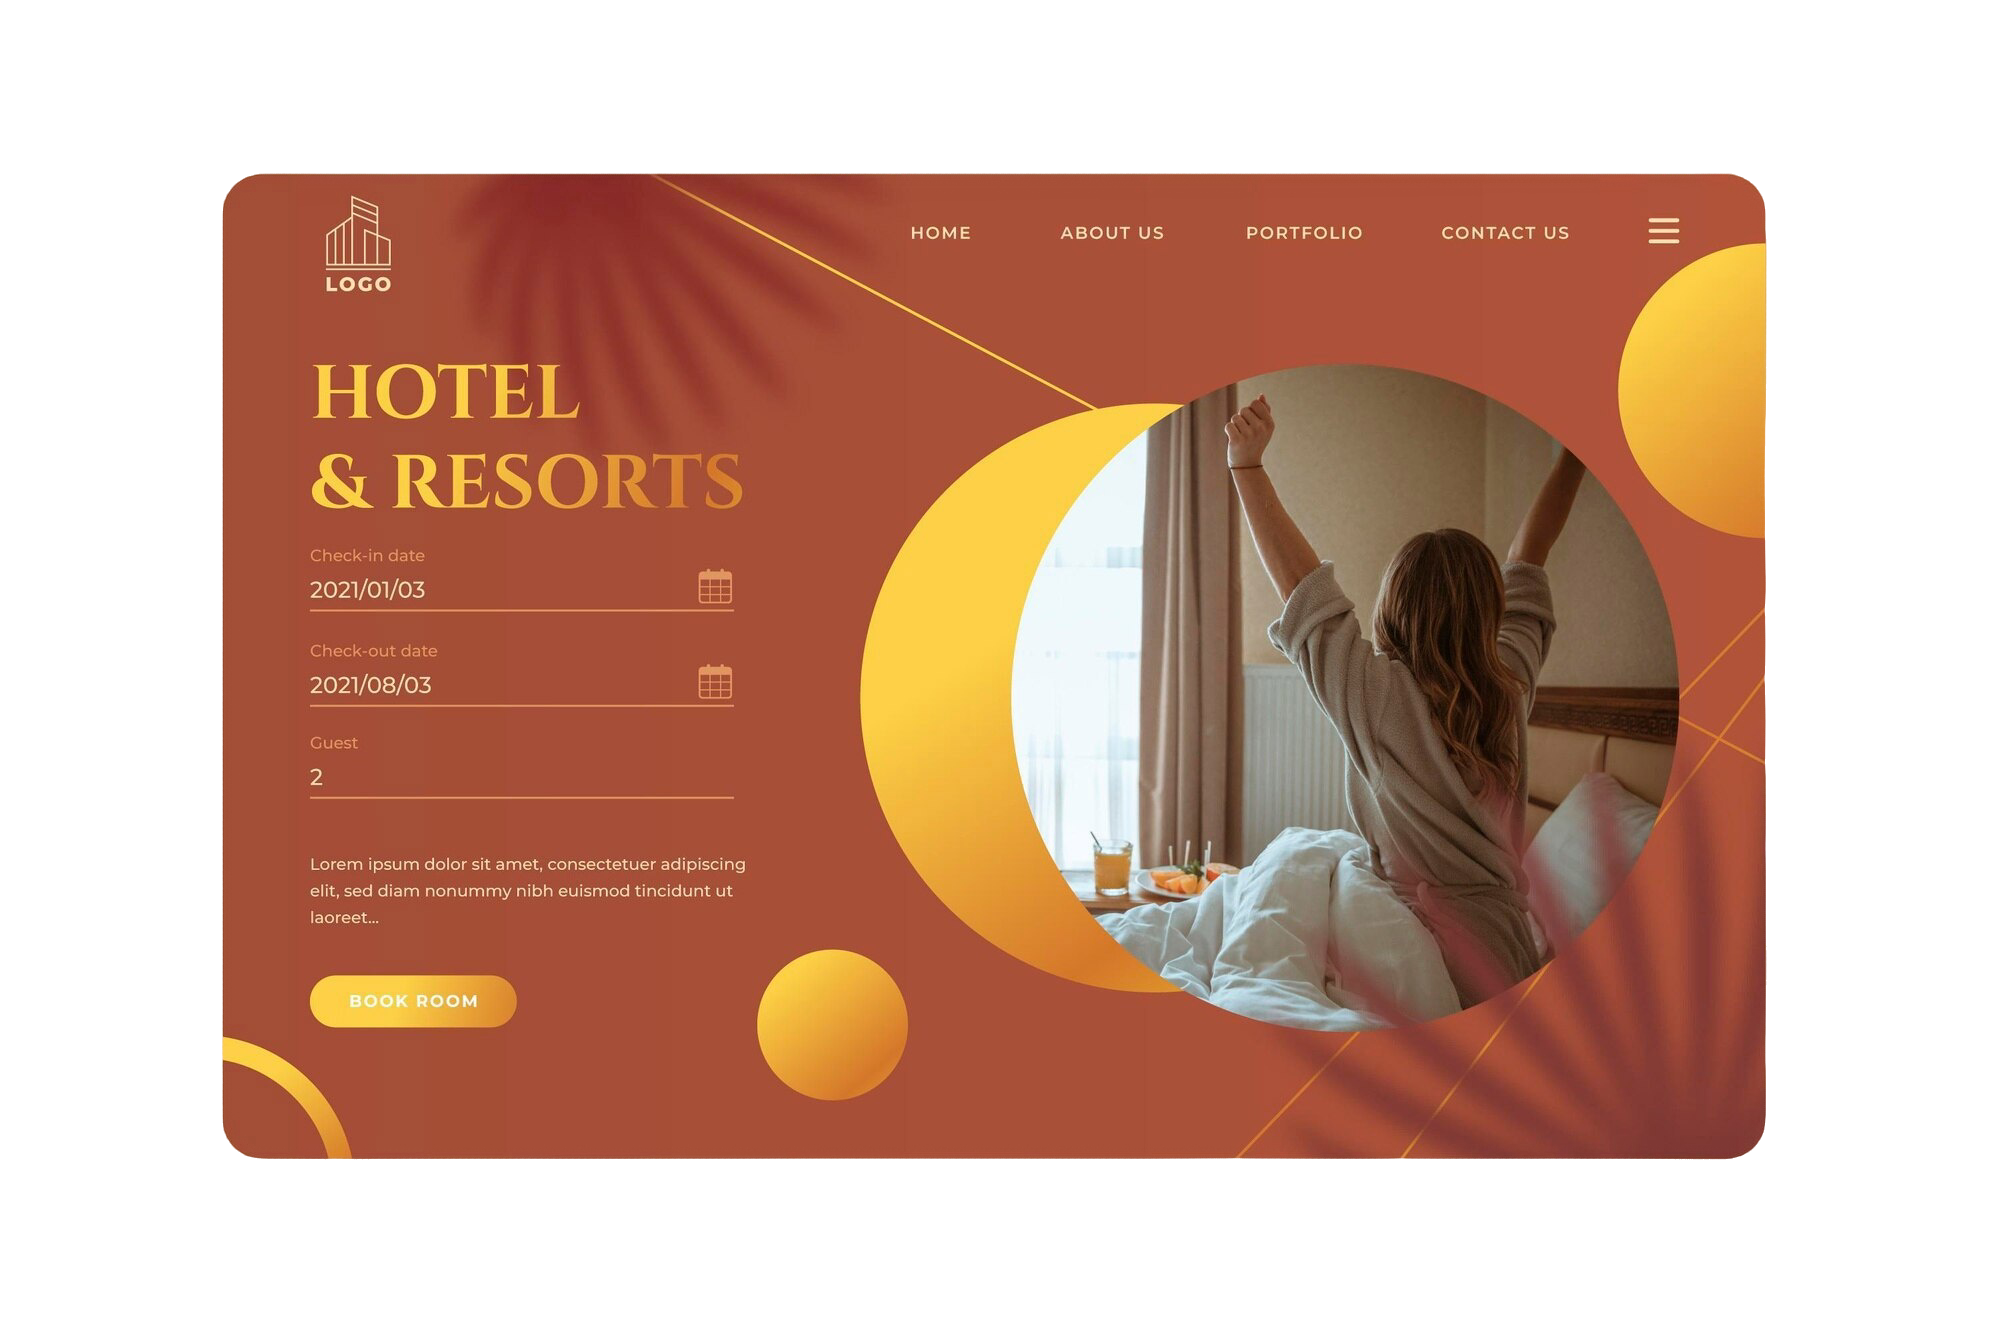 LOGO
HOME
ABOUT US
PORTFOLIO
CONTACT US
HOTEL
& RESORTS
Check-in date
2021/01/03
Check-out date
2021/08/03
Guest
2
Lorem ipsum dolor sit amet, consectetuer adipiscing
elit, sed diam nonummy nibh euismod tincidunt ut
laoreet...
BOOK ROOM